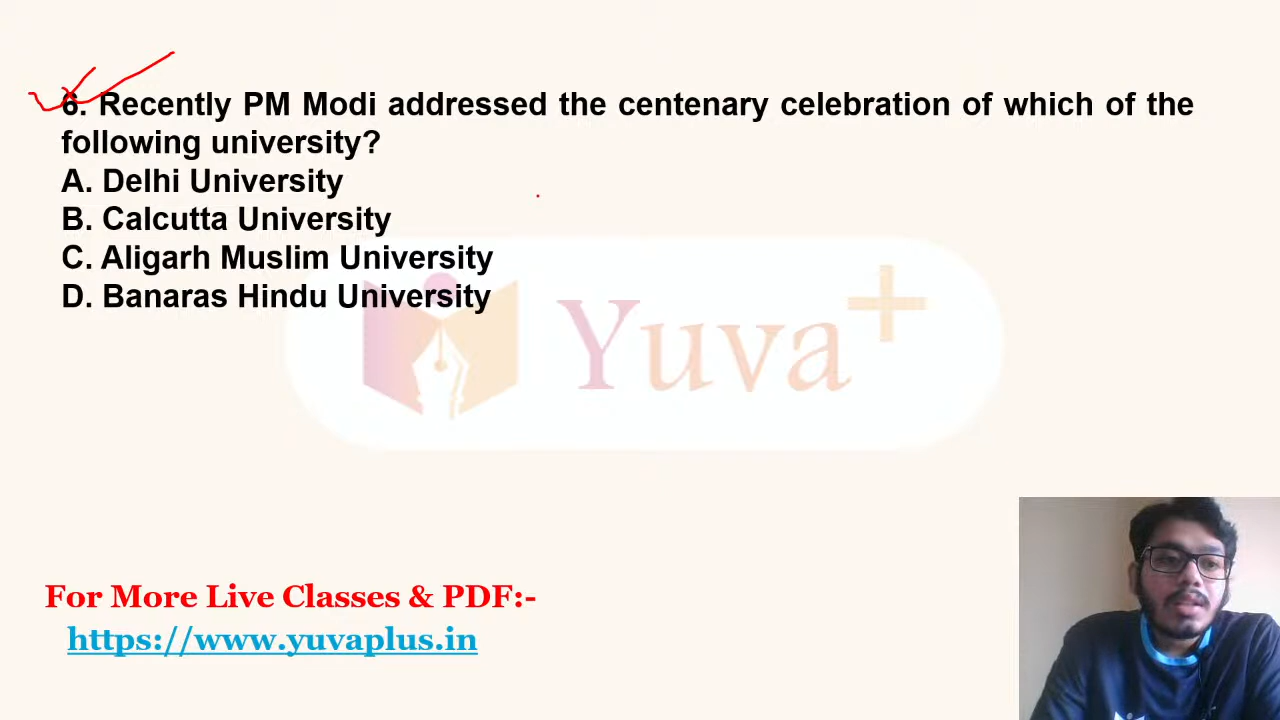 6. Recently PM Modi addressed the centenary celebration of which of the
following university?
A. Delhi University
B. Calcutta University
C. Aligarh Muslim University
D. Banaras Hindu University
Yuva+
For More Live Classes & PDF:-
https://www.yuvaplus.in